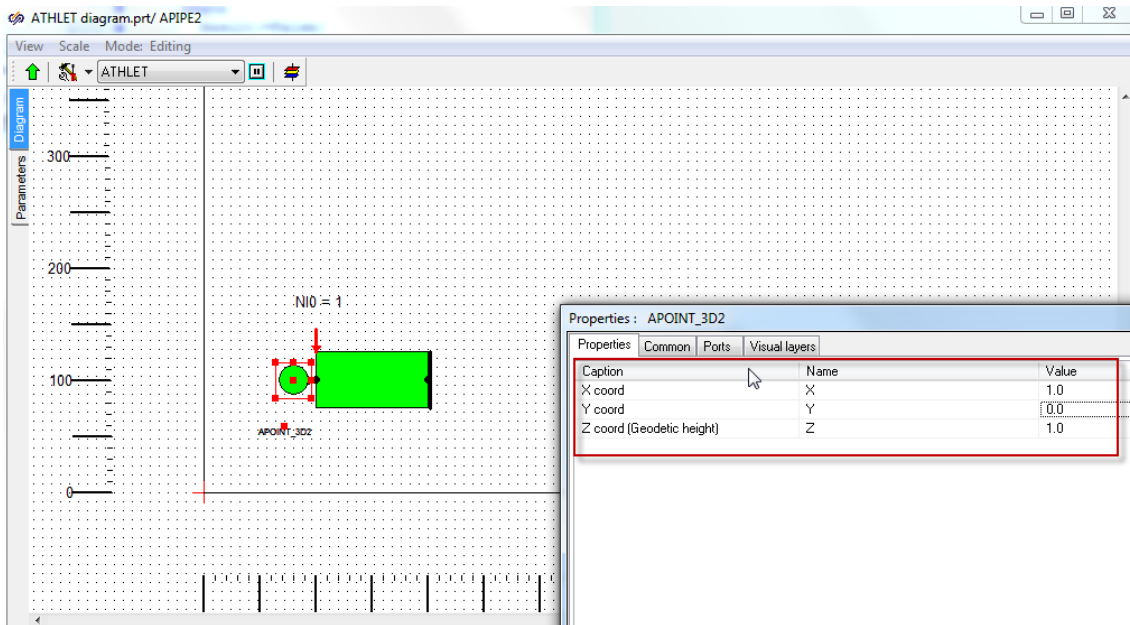 ATHLET diagram.prt/ APIPE2
View Scale Mode: Editing
ATHLET
Diagram
Parameters
300
200
NI0 = 1
100
APOINT_3D2
0
Properties : APOINT_3D2
Properties Common Ports Visual layers
Caption Name Value
X coord X 1.0
Y coord Y 0.0
Z coord (Geodetic height) Z 1.0